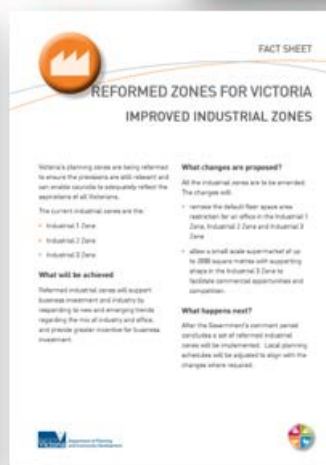 FACT SHEET
REFORMED ZONES FOR VICTORIA
IMPROVED INDUSTRIAL ZONES
Victoria's planning zones are being reformed
to ensure the provisions are still relevant and
can enable councils to adequately reflect the
aspirations of all Victorians.
The current industrial zones are the:
• Industrial 1 Zone
• Industrial 2 Zone
• Industrial 3 Zone
What will be achieved
Reformed industrial zones will support
business investment and industry by
responding to new and emerging trends
regarding the mix of industry and office,
and provide greater incentive for business
investment.
What changes are proposed?
All the industrial zones are to be amended.
The changes will:
• remove the default floor space area
restriction for an office in the Industrial 1
Zone, Industrial 2 Zone and Industrial 3
Zone
• allow a small scale supermarket of up
to 2000 square metres with supporting
shops in the Industrial 3 Zone to
facilitate commercial opportunities and
competition.
What happens next?
After the Government's comment period
concludes a set of reformed industrial
zones will be implemented. Local planning
schedules will be adjusted to align with the
changes where required.
Department of Planning
and Community Development